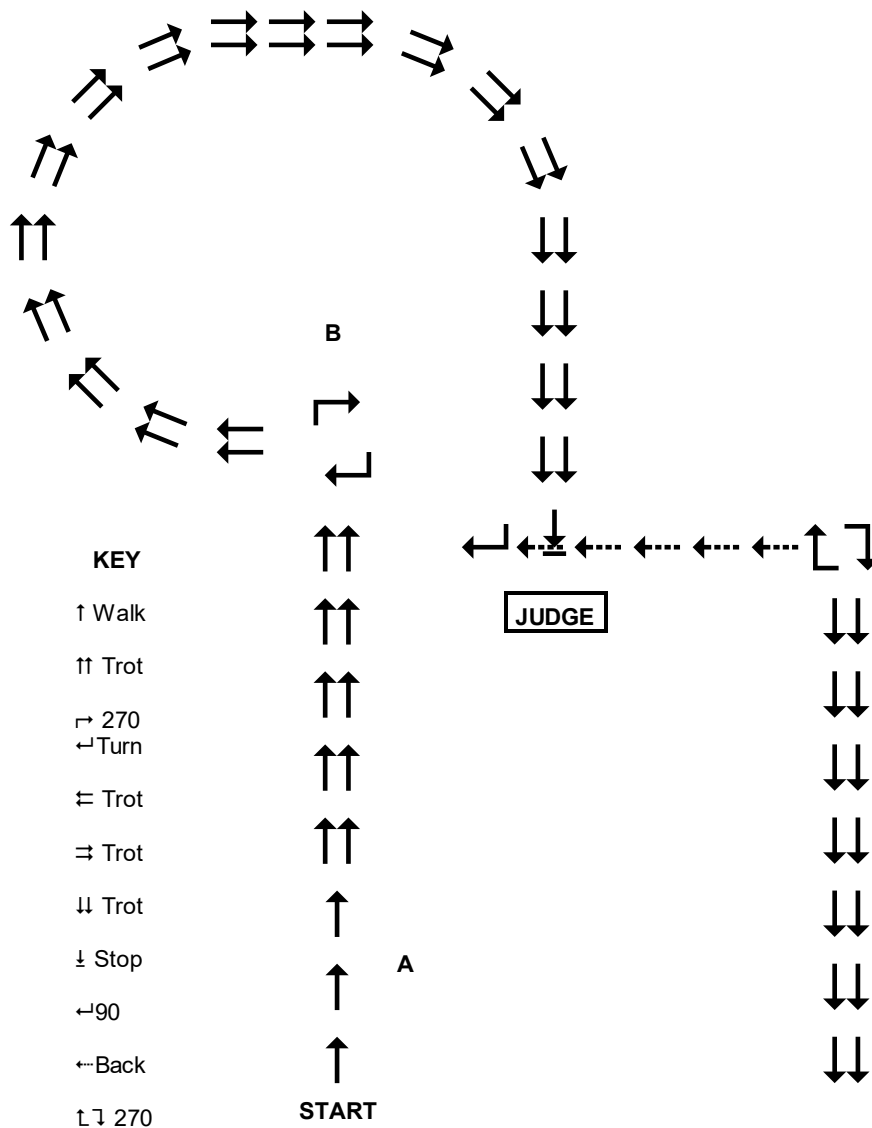 B
KEY
↑ Walk
⇈ Trot
↱ 270
↵Turn
⇇ Trot
⇉ Trot
⇊ Trot
⤓ Stop
↵90
⇠Back
↥↴ 270
A
START
JUDGE